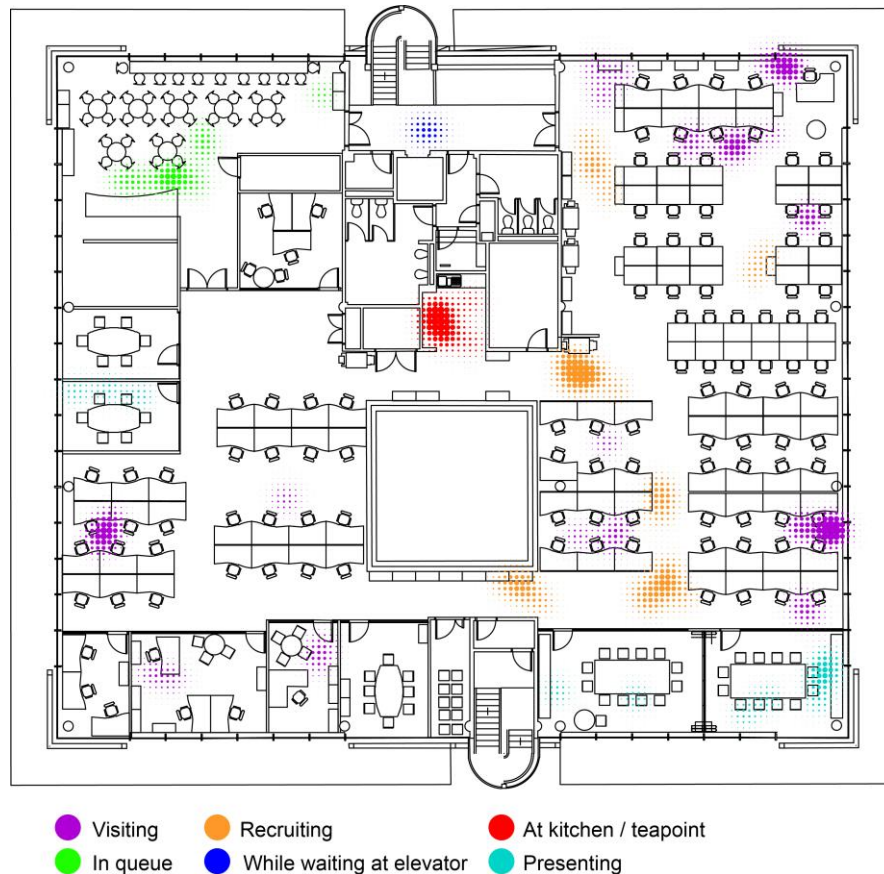 Visiting
Recruiting
At kitchen / teapoint
In queue
While waiting at elevator
Presenting